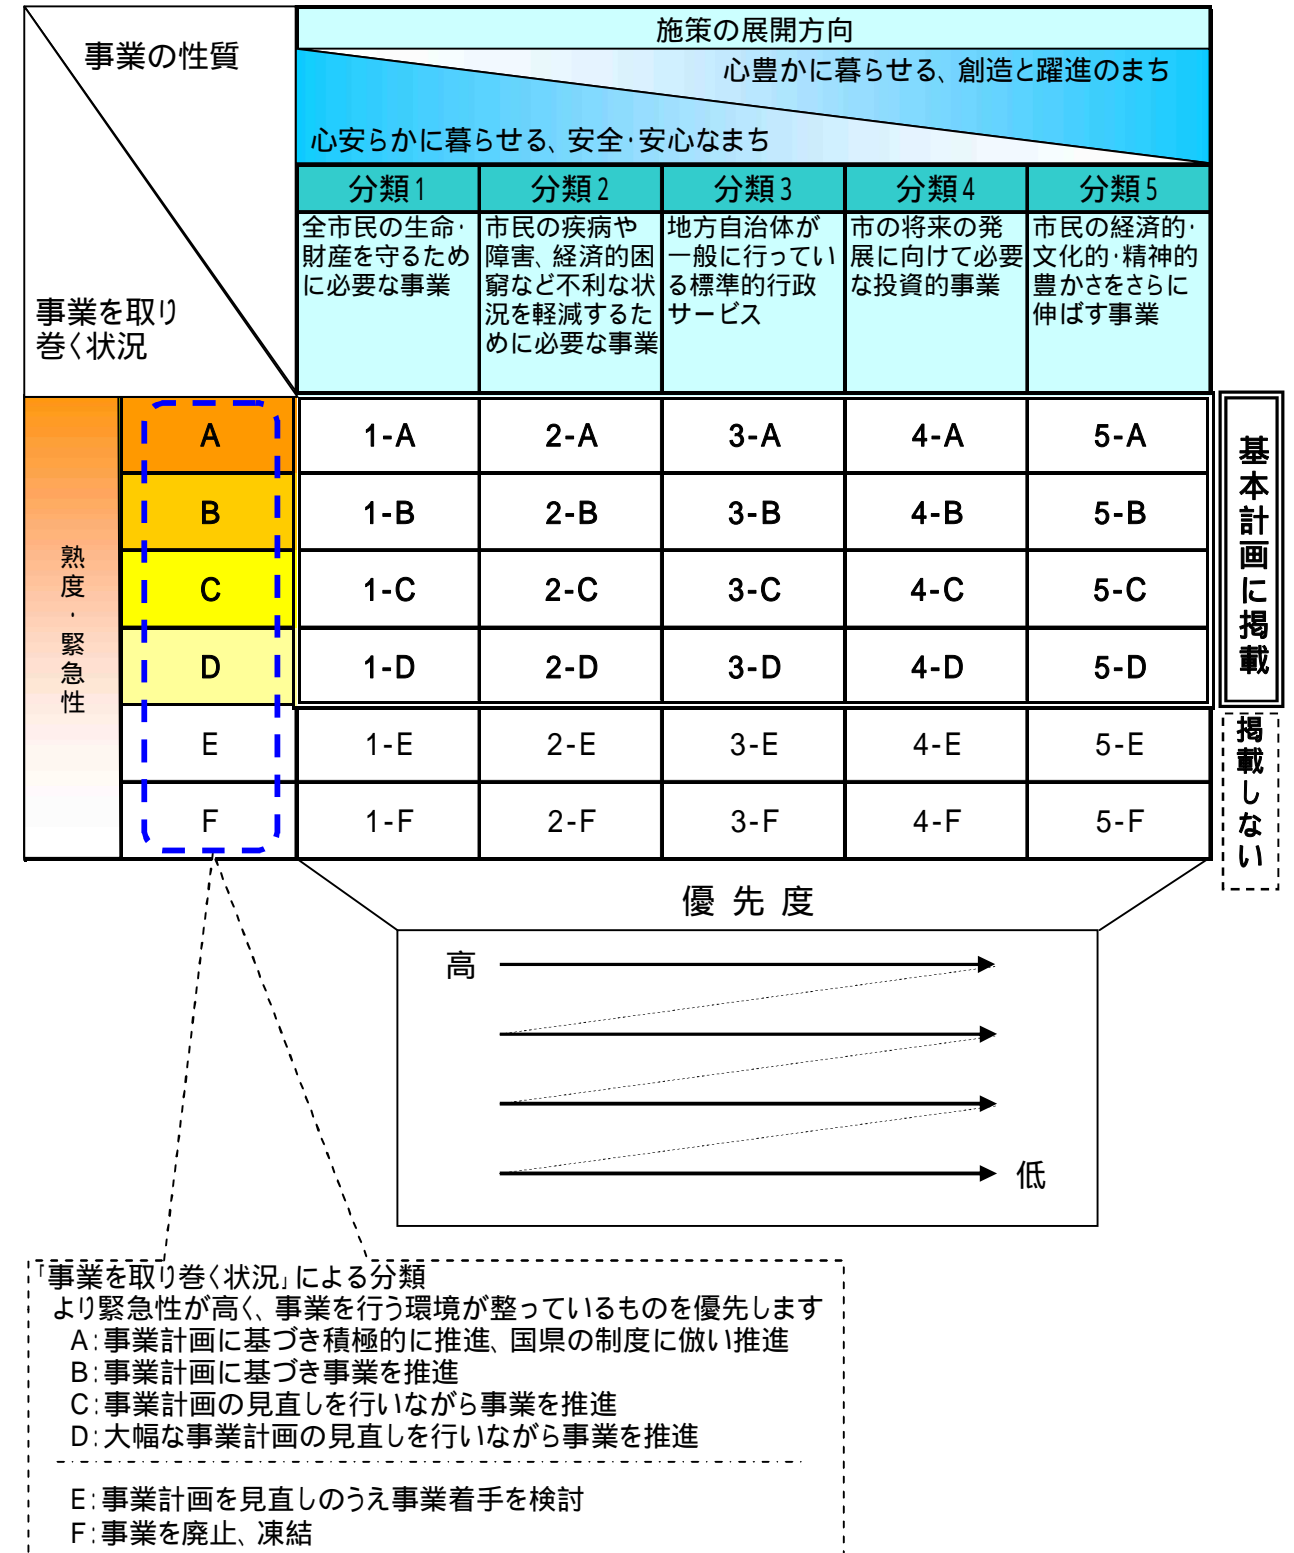 事業の性質
事業を取り
巻く状況
施策の展開方向
心豊かに暮らせる、創造と躍進のまち
心安らかに暮らせる、安全・安心なまち
分類1 分類2 分類3 分類4 分類5
全市民の生命・
財産を守るため
に必要な事業
市民の疾病や
障害、経済的困
窮など不利な状
況を軽減するた
めに必要な事業
地方自治体が
一般に行ってい
る標準的行政
サービス
市の将来の発
展に向けて必要
な投資的事業
市民の経済的・
文化的・精神的
豊かさをさらに
伸ばす事業
熟度・緊急性
A 1-A 2-A 3-A 4-A 5-A
B 1-B 2-B 3-B 4-B 5-B
C 1-C 2-C 3-C 4-C 5-C
D 1-D 2-D 3-D 4-D 5-D
E 1-E 2-E 3-E 4-E 5-E
F 1-F 2-F 3-F 4-F 5-F
基本計画に掲載
掲載しない
優先度
高
低
「事業を取り巻く状況」による分類
より緊急性が高く、事業を行う環境が整っているものを優先します
A:事業計画に基づき積極的に推進、国県の制度に倣い推進
B:事業計画に基づき事業を推進
C:事業計画の見直しを行いながら事業を推進
D:大幅な事業計画の見直しを行いながら事業を推進
E:事業計画を見直しのうえ事業着手を検討
F:事業を廃止、凍結